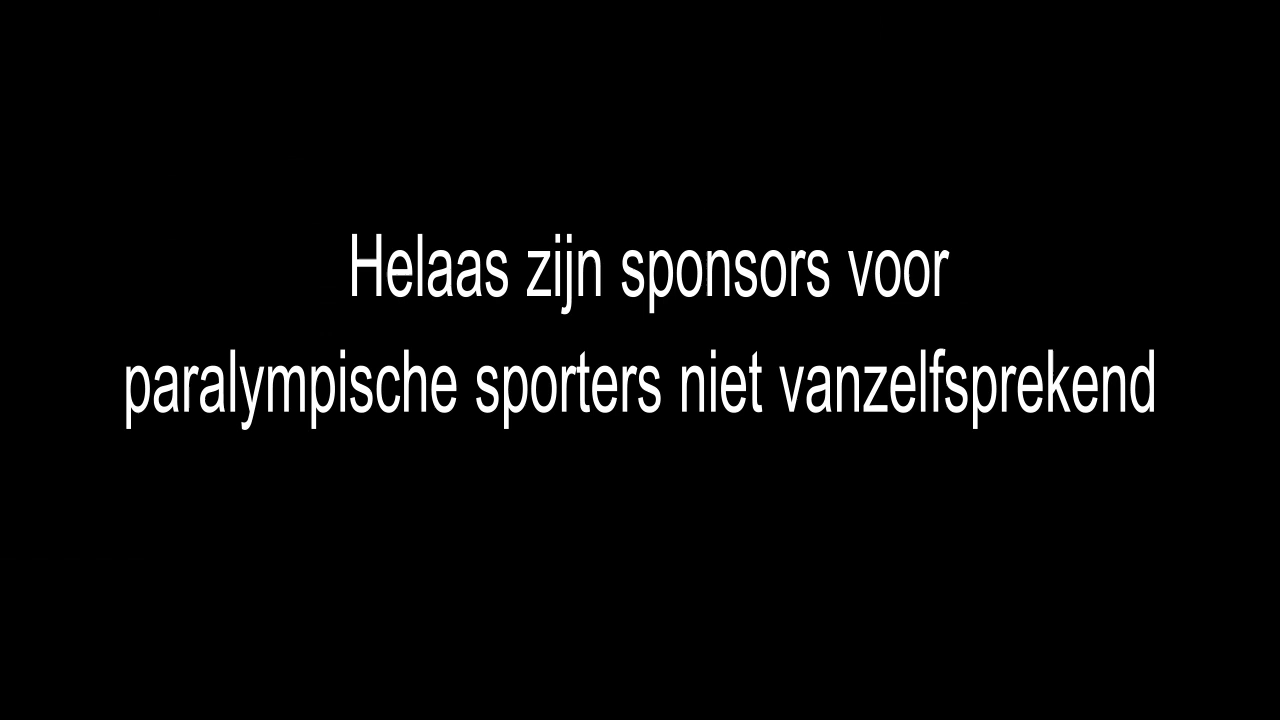 Helaas zijn sponsors voor
paralympische sporters niet vanzelfsprekend